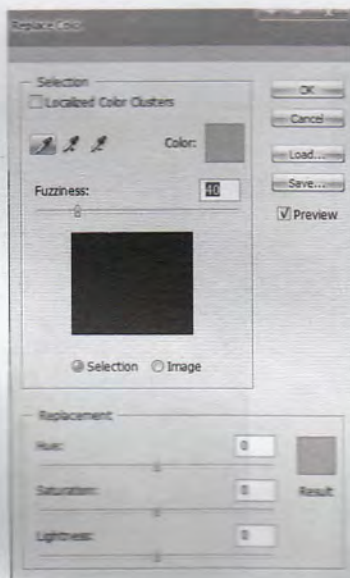 Replace Color
Selection
Localized Color Clusters
Color:
Fuzziness:
40
Selection
Image
OK
Cancel
Load...
Save...
Preview
Replacement
Hue:
0
Saturation:
0
Result
Lightness:
0